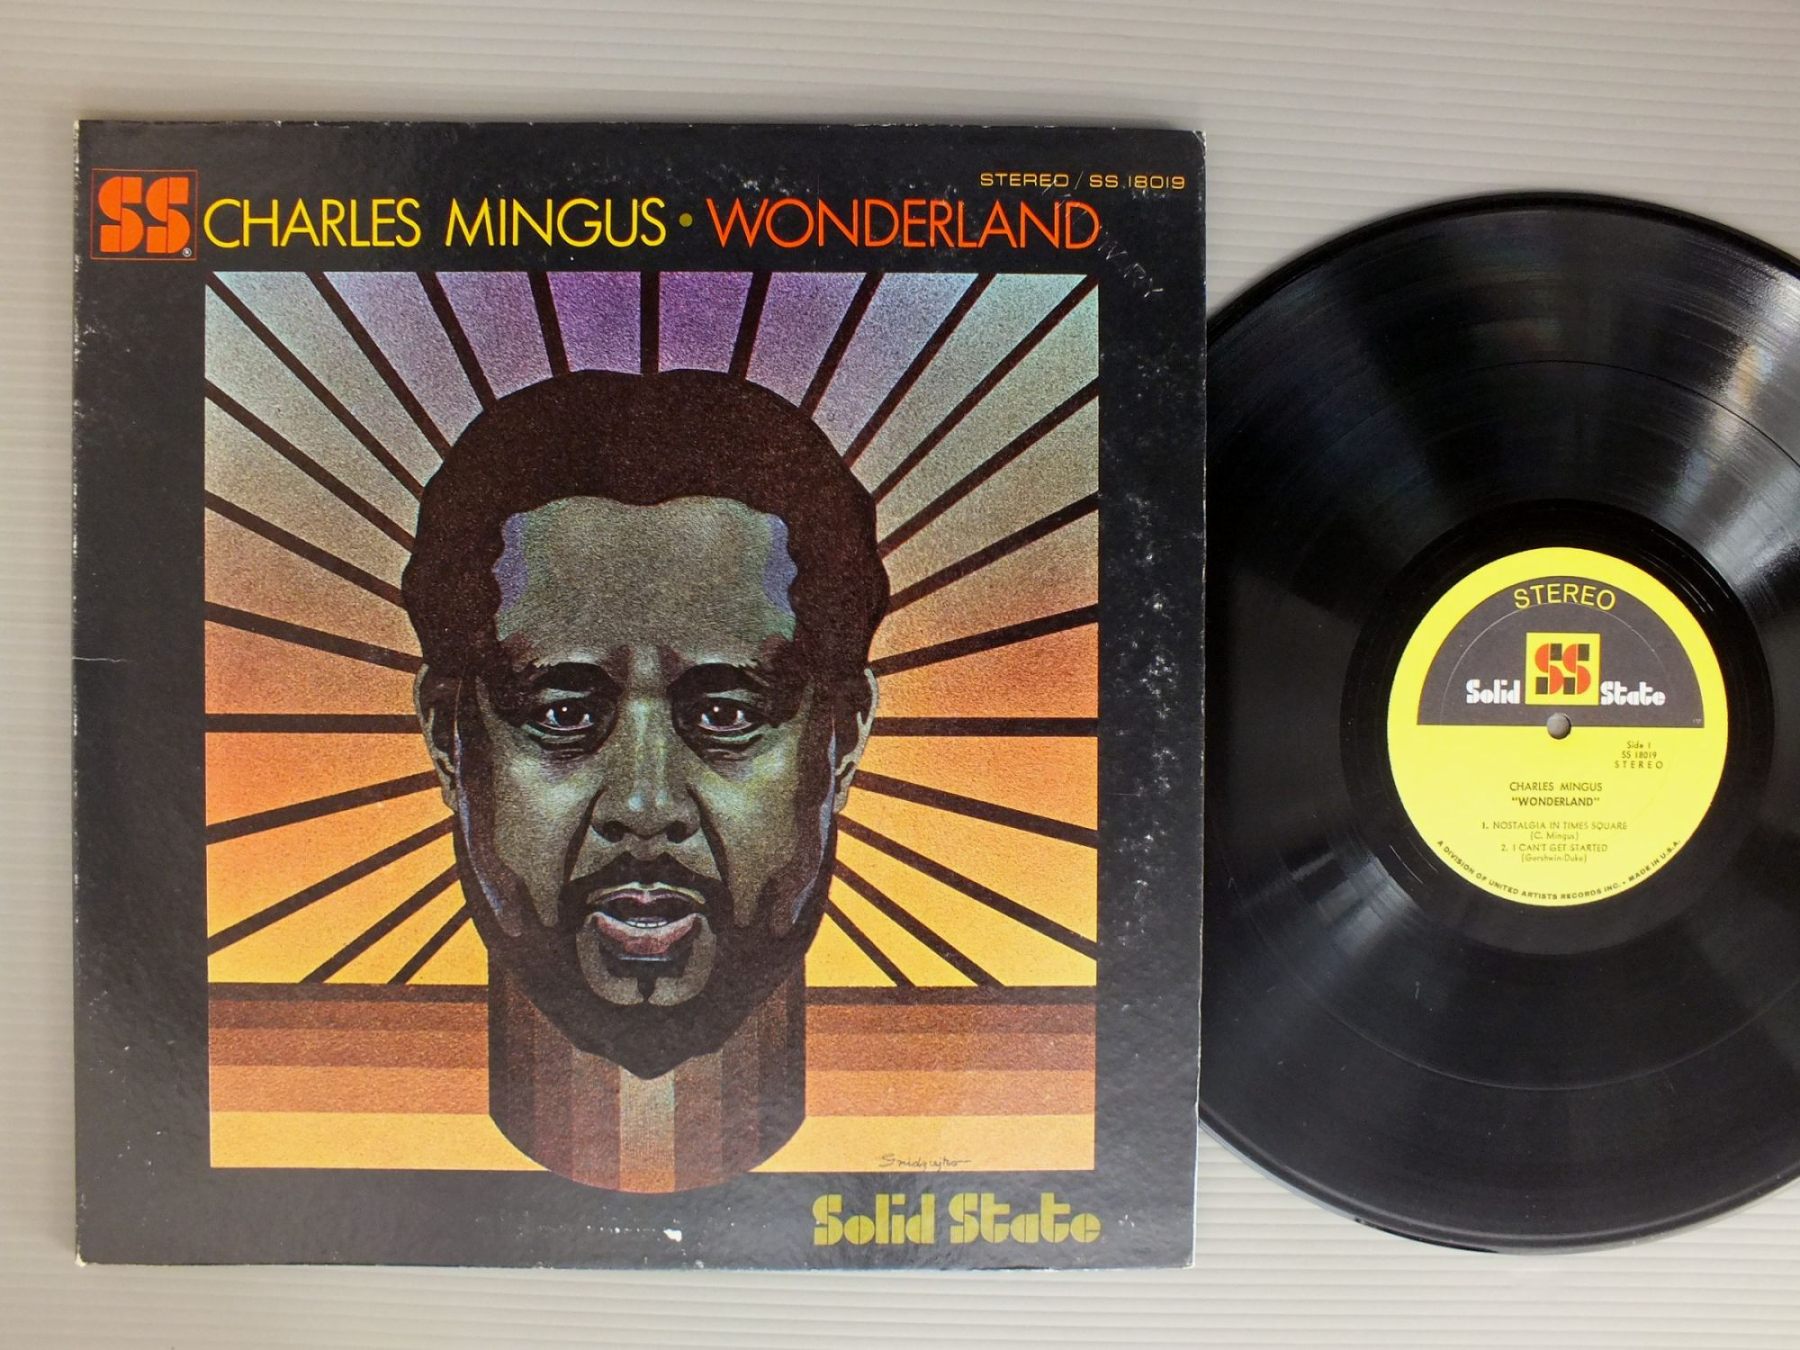 STEREO / SS 18019
SS ® CHARLES MINGUS • WONDERLAND
Solid State
STEREO
Solid SS State
Side 1
SS 18019
STEREO
CHARLES MINGUS
"WONDERLAND"
1. NOSTALGIA IN TIMES SQUARE
(C. Mingus)
2. I CAN'T GET STARTED
(Gershwin-Duke)
A DIVISION OF UNITED ARTISTS RECORDS INC. • MADE IN U.S.A.